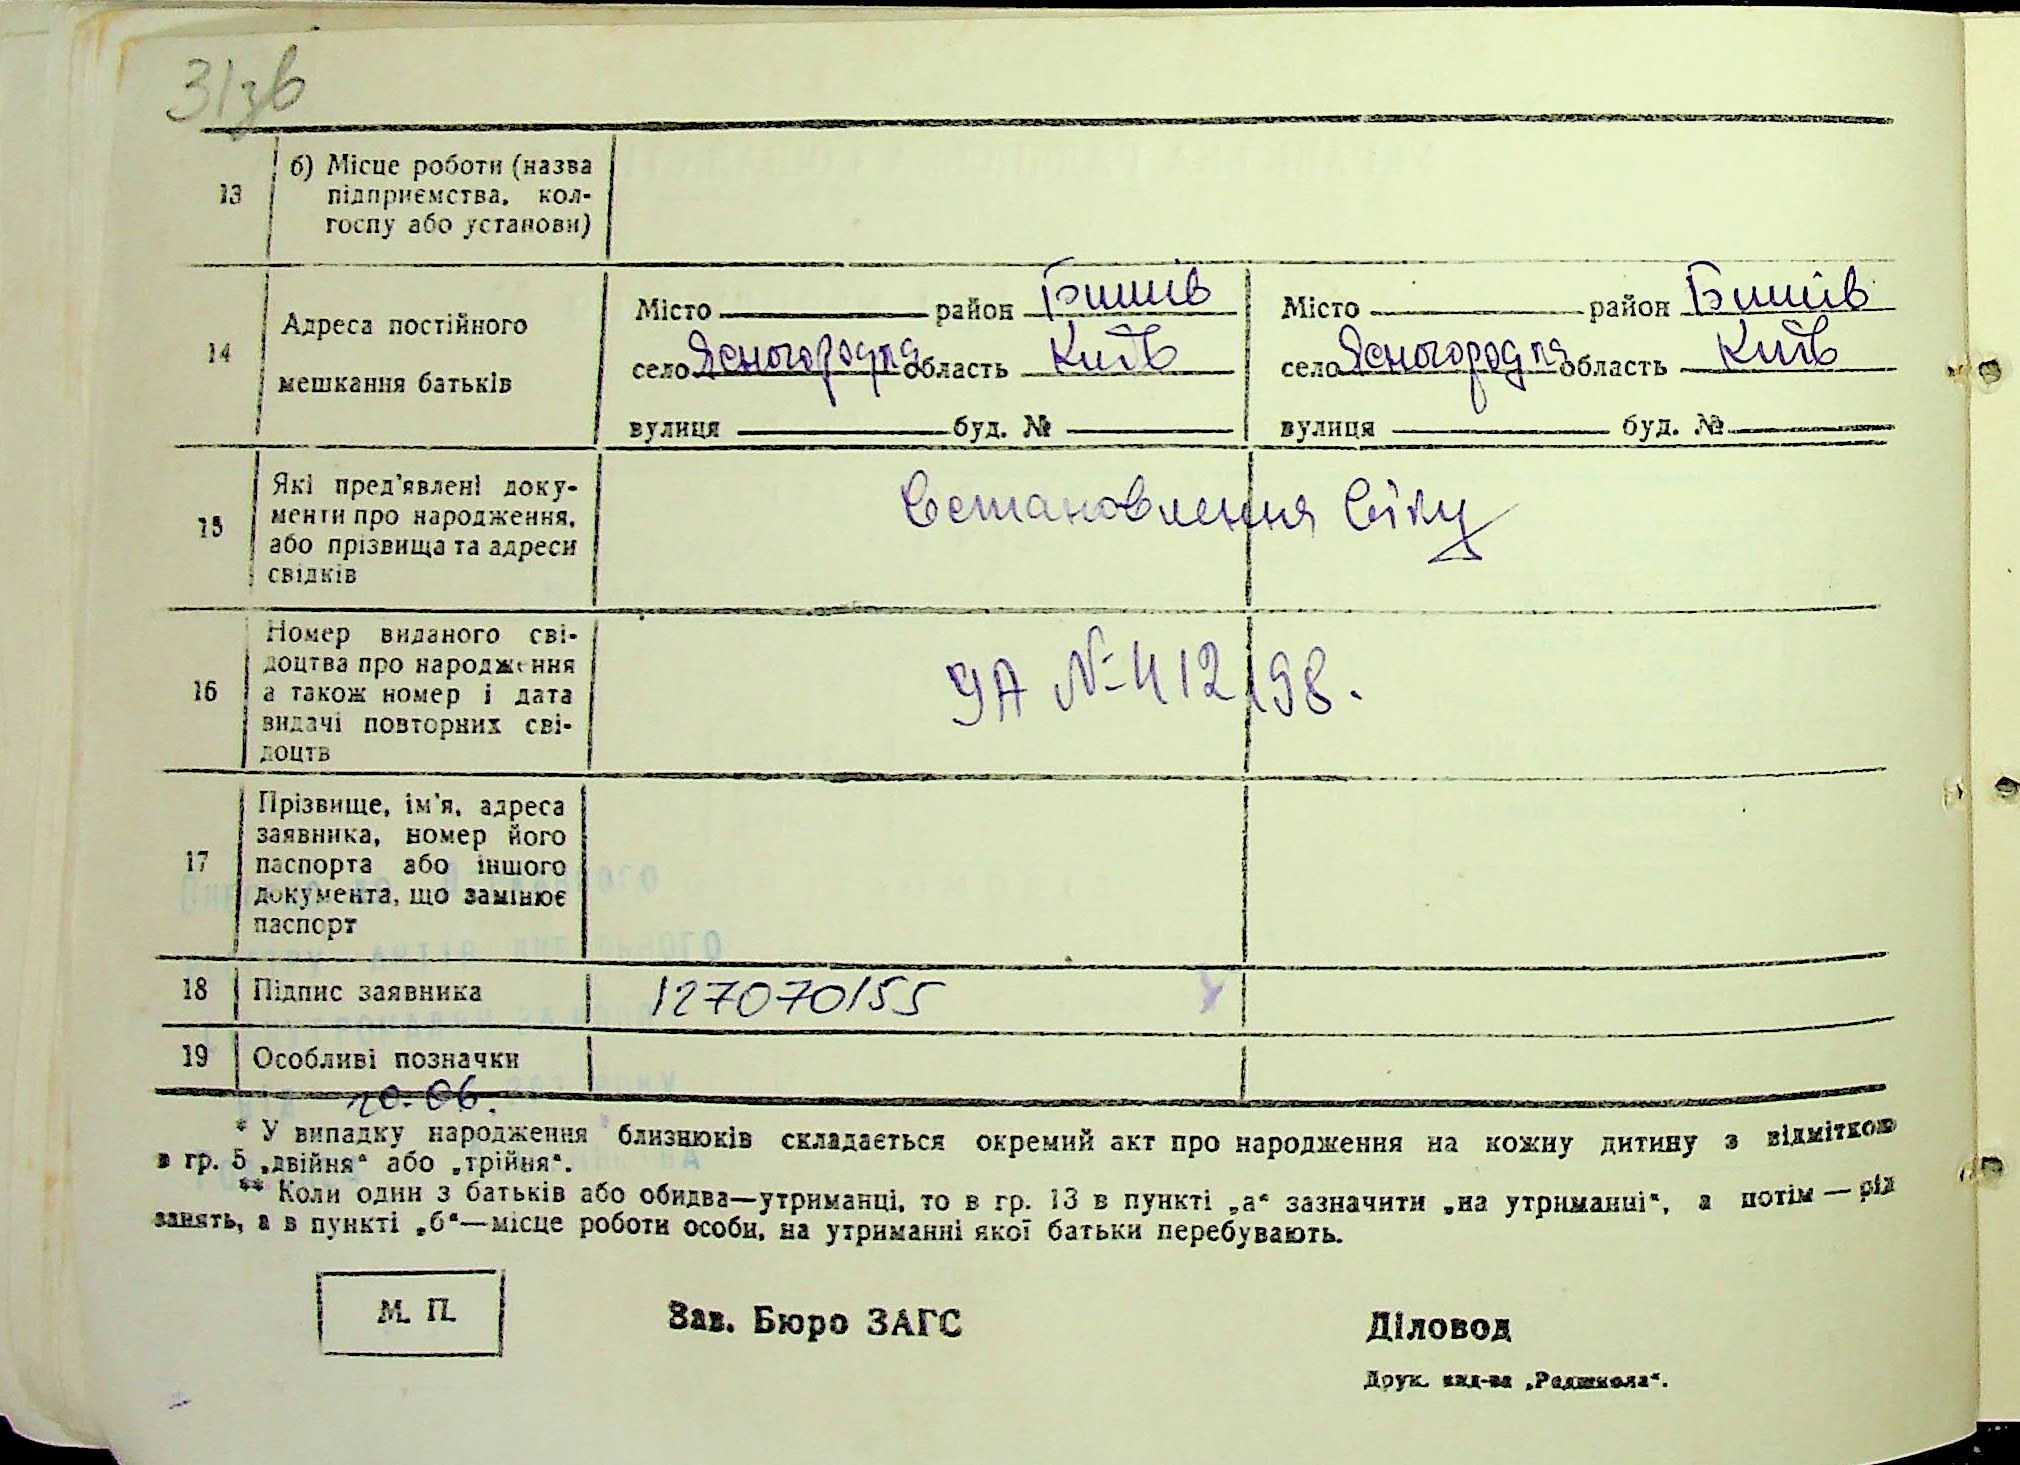 31зв
13 б) Місце роботи (назва
підприємства, кол-
госпу або установи)
14 Адреса постійного
мешкання батьків
Місто район Бишів Місто район Бишів
село Ясногородка область Київ село Ясногородка область Київ
вулиця буд. № вулиця буд. №
15 Які пред'явлені доку-
менти про народження,
або прізвища та адреси
свідків
Встановлення віку
16 Номер виданого сві-
доцтва про народження
а також номер і дата
видачі повторних сві-
доцтв
УА № 412198.
17 Прізвище, ім'я, адреса
заявника, номер його
паспорта або іншого
документа, що замінює
паспорт
18 Підпис заявника 127070155
19 Особливі позначки
20.06.
* У випадку народження близнюків складається окремий акт про народження на кожну дитину з відміткою
в гр. 5 „двійня“ або „трійня“.
** Коли один з батьків або обидва—утриманці, то в гр. 13 в пункті „а“ зазначити „на утриманні“, а потім — рід
занять, а в пункті „б“—місце роботи особи, на утриманні якої батьки перебувають.
М. П. Зав. Бюро ЗАГС Діловод
Друк. вид-ва „Радшкола“.